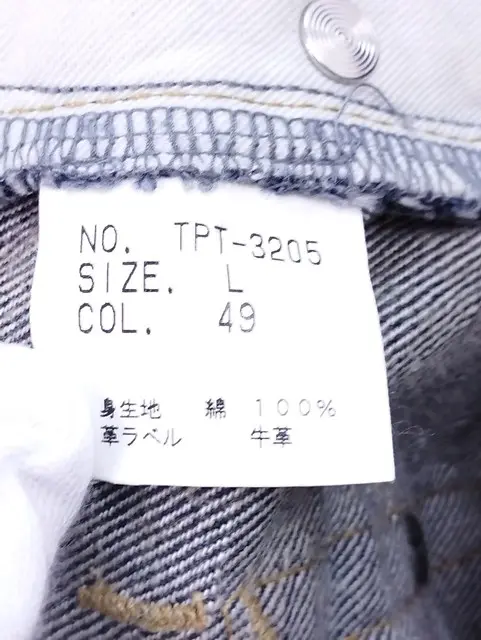 NO. TPT-3205
SIZE. L
COL. 49
身生地 綿 100%
革ラベル 牛革